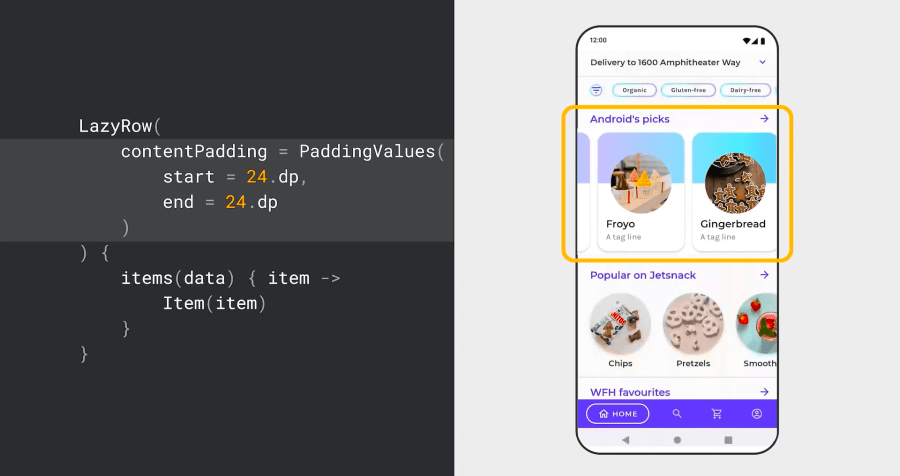 LazyRow(
contentPadding = PaddingValues(
start = 24.dp,
end = 24.dp
)
) {
items(data) { item ->
Item(item)
}
}
12:00
Delivery to 1600 Amphitheater Way
Organic Gluten-free Dairy-free
Android's picks
Froyo Gingerbread
A tag line A tag line
Popular on Jetsnack
Chips Pretzels Smooth
WFH favourites
HOME